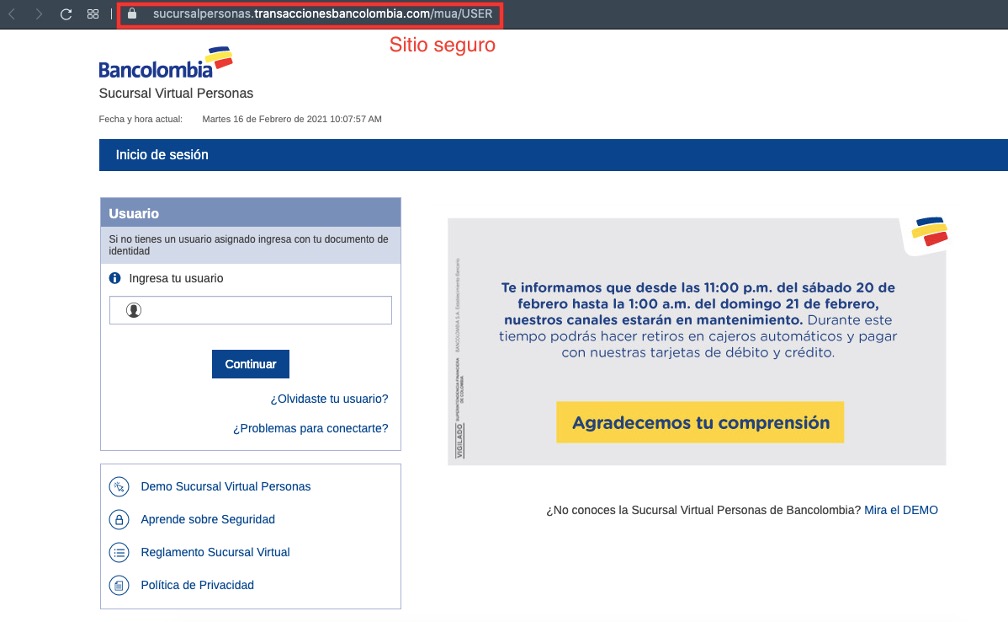 sucursalpersonas.transaccionesbancolombia.com/mua/USER
Sitio seguro
Bancolombia
Sucursal Virtual Personas
Fecha y hora actual: Martes 16 de Febrero de 2021 10:07:57 AM
Inicio de sesión
Usuario
Si no tienes un usuario asignado ingresa con tu documento de
identidad
Ingresa tu usuario
Continuar
¿Olvidaste tu usuario?
¿Problemas para conectarte?
Demo Sucursal Virtual Personas
Aprende sobre Seguridad
Reglamento Sucursal Virtual
Política de Privacidad
VIGILADO SUPERINTENDENCIA FINANCIERA
DE COLOMBIA
BANCOLOMBIA S.A. Establecimiento Bancario
Te informamos que desde las 11:00 p.m. del sábado 20 de
febrero hasta la 1:00 a.m. del domingo 21 de febrero,
nuestros canales estarán en mantenimiento. Durante este
tiempo podrás hacer retiros en cajeros automáticos y pagar
con nuestras tarjetas de débito y crédito.
Agradecemos tu comprensión
¿No conoces la Sucursal Virtual Personas de Bancolombia? Mira el DEMO